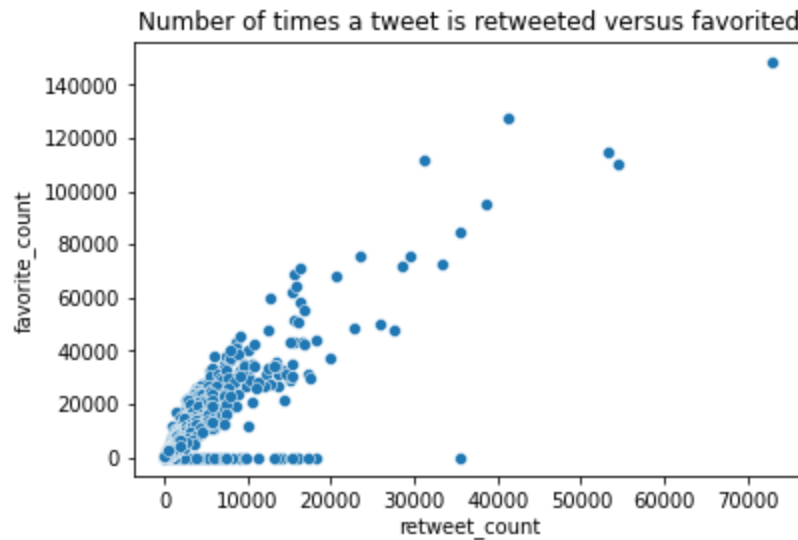 Number of times a tweet is retweeted versus favorited
140000
120000
100000
80000
60000
40000
20000
0
favorite_count
0 10000 20000 30000 40000 50000 60000 70000
retweet_count